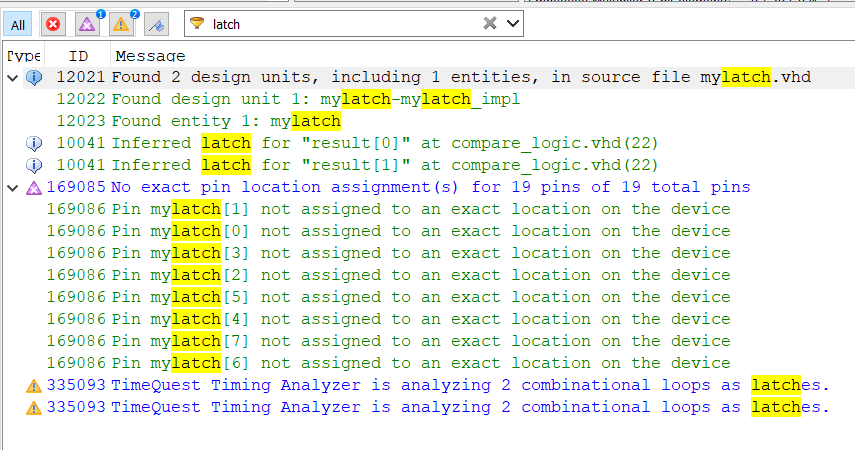 All 1 2 latch
Type ID Message
12021 Found 2 design units, including 1 entities, in source file mylatch.vhd
12022 Found design unit 1: mylatch-mylatch_impl
12023 Found entity 1: mylatch
10041 Inferred latch for "result[0]" at compare_logic.vhd(22)
10041 Inferred latch for "result[1]" at compare_logic.vhd(22)
169085 No exact pin location assignment(s) for 19 pins of 19 total pins
169086 Pin mylatch[1] not assigned to an exact location on the device
169086 Pin mylatch[0] not assigned to an exact location on the device
169086 Pin mylatch[3] not assigned to an exact location on the device
169086 Pin mylatch[2] not assigned to an exact location on the device
169086 Pin mylatch[5] not assigned to an exact location on the device
169086 Pin mylatch[4] not assigned to an exact location on the device
169086 Pin mylatch[7] not assigned to an exact location on the device
169086 Pin mylatch[6] not assigned to an exact location on the device
335093 TimeQuest Timing Analyzer is analyzing 2 combinational loops as latches.
335093 TimeQuest Timing Analyzer is analyzing 2 combinational loops as latches.